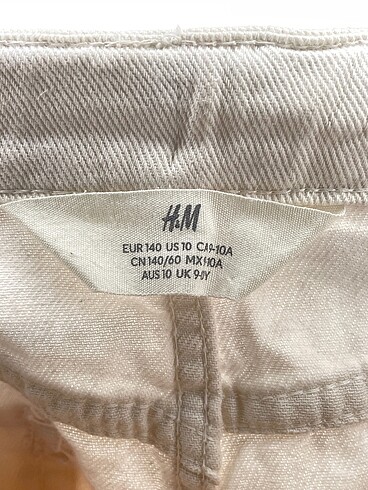 H&M
EUR 140 US 10 CA 9-10A
CN 140/60 MX 10A
AUS 10 UK 9-10Y